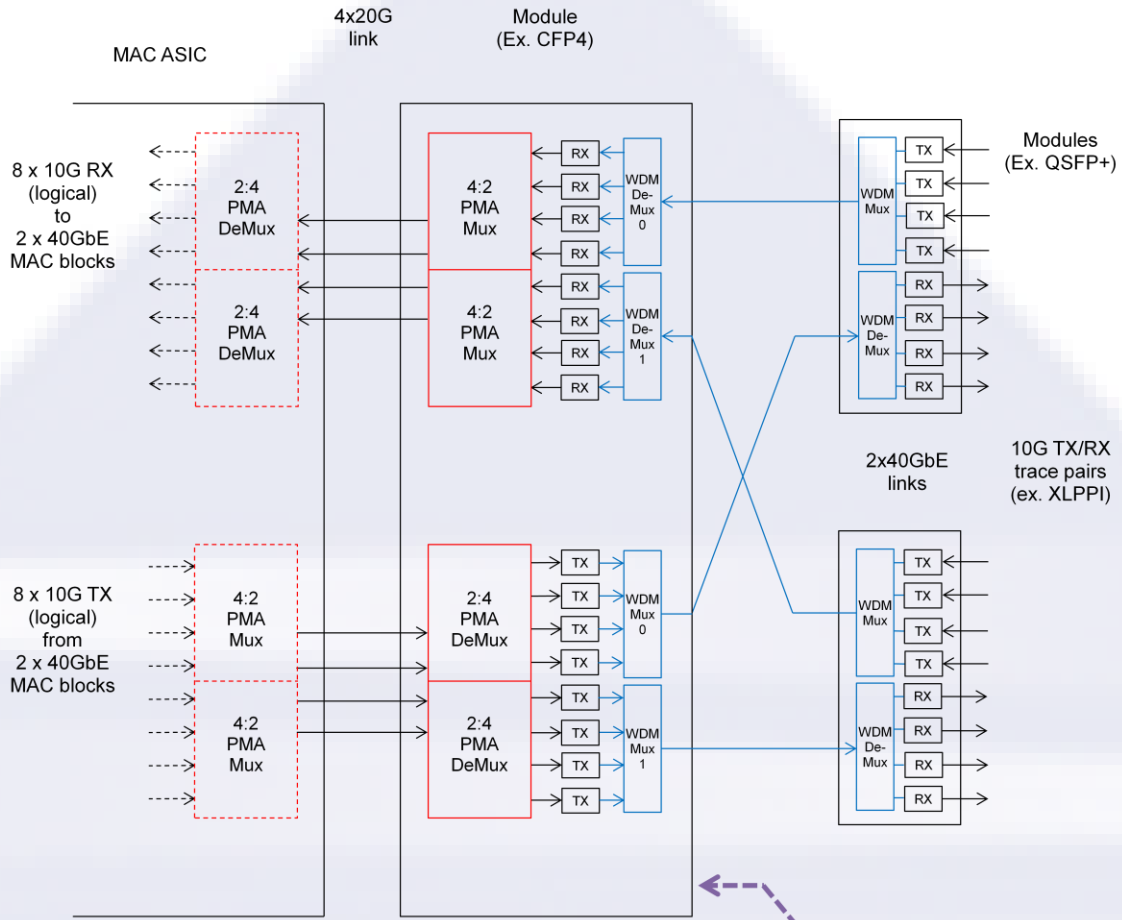 4x20G
link
Module
(Ex. CFP4)
MAC ASIC
8 x 10G RX
(logical)
to
2 x 40GbE
MAC blocks
2:4
PMA
DeMux
2:4
PMA
DeMux
4:2
PMA
Mux
4:2
PMA
Mux
RX
RX
RX
RX
RX
RX
RX
RX
WDM
De-
Mux
0
WDM
De-
Mux
1
WDM
Mux
WDM
De-
Mux
TX
TX
TX
TX
RX
RX
RX
RX
Modules
(Ex. QSFP+)
2x40GbE
links
10G TX/RX
trace pairs
(ex. XLPPI)
8 x 10G TX
(logical)
from
2 x 40GbE
MAC blocks
4:2
PMA
Mux
4:2
PMA
Mux
2:4
PMA
DeMux
2:4
PMA
DeMux
TX
TX
TX
TX
TX
TX
TX
TX
WDM
Mux
0
WDM
Mux
1
WDM
Mux
WDM
De-
Mux
TX
TX
TX
TX
RX
RX
RX
RX